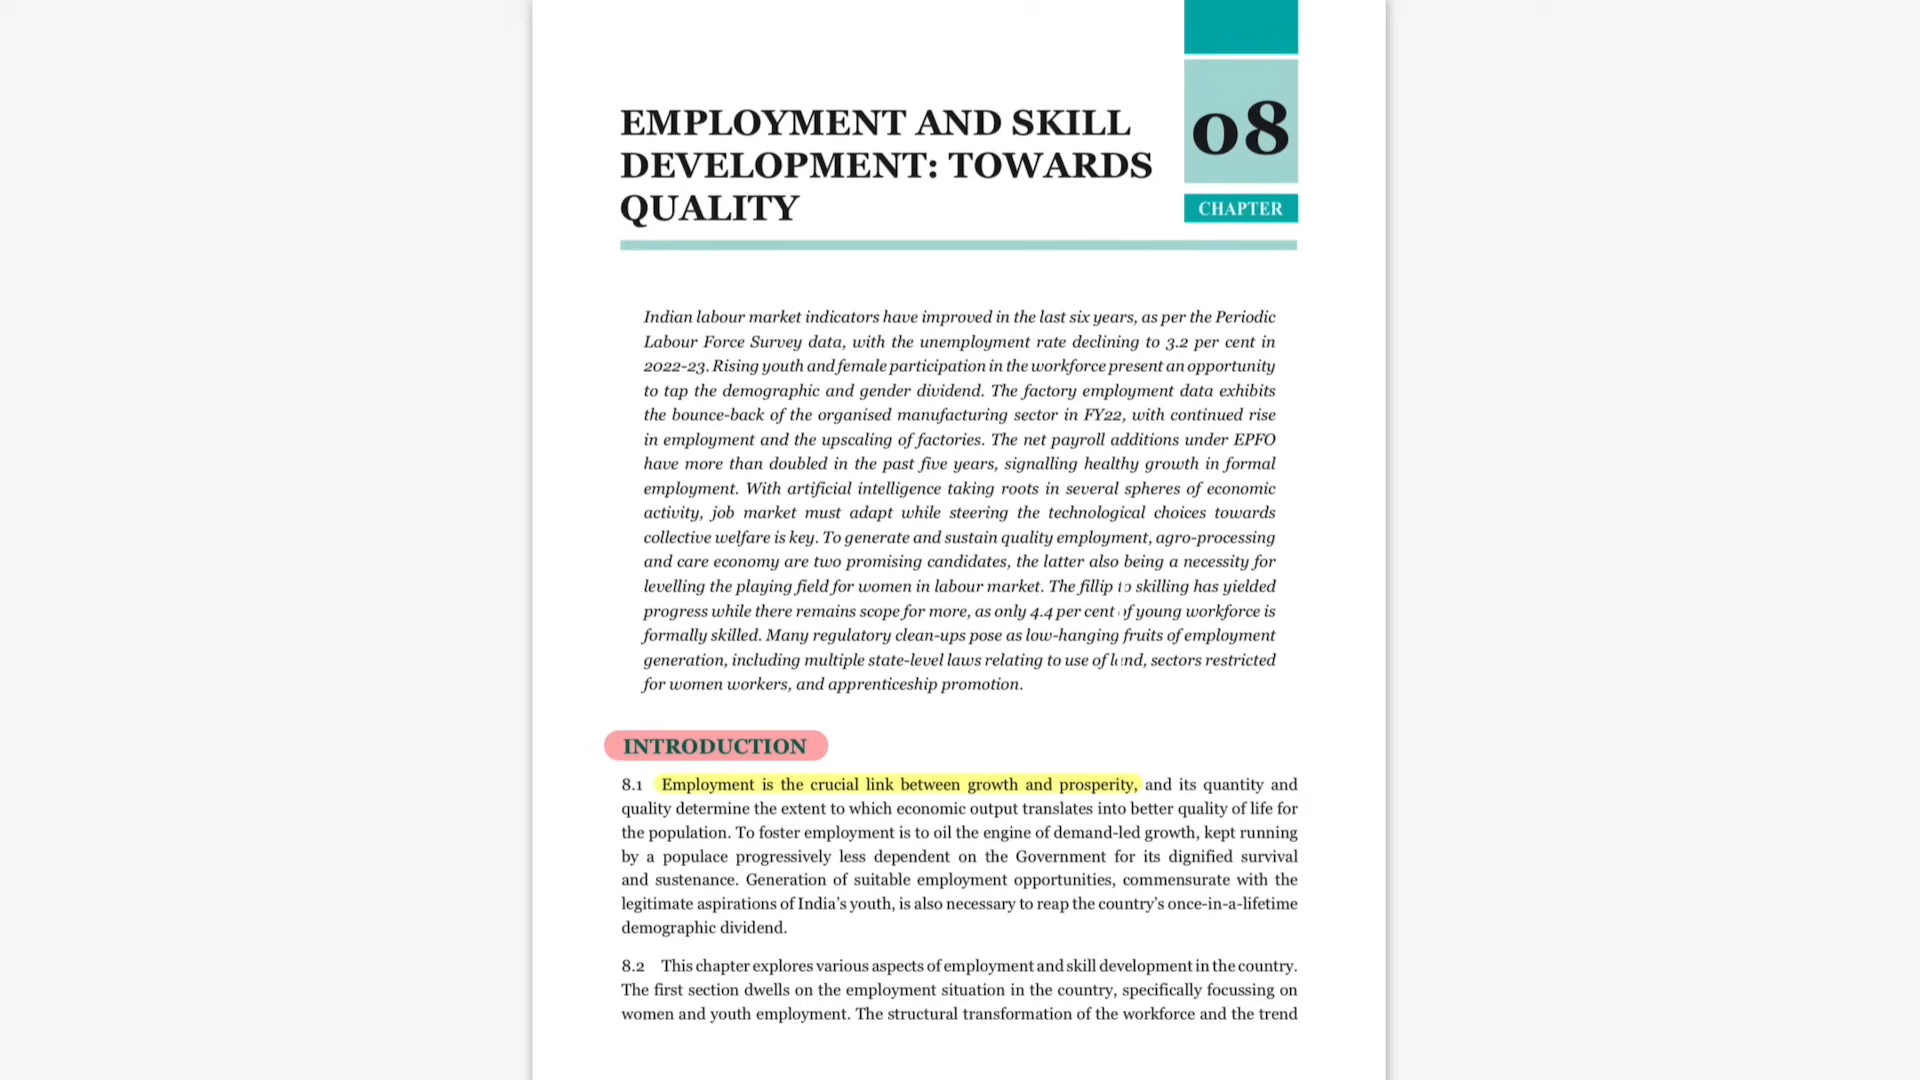 EMPLOYMENT AND SKILL
DEVELOPMENT: TOWARDS
QUALITY
08
CHAPTER
Indian labour market indicators have improved in the last six years, as per the Periodic
Labour Force Survey data, with the unemployment rate declining to 3.2 per cent in
2022-23. Rising youth and female participation in the workforce present an opportunity
to tap the demographic and gender dividend. The factory employment data exhibits
the bounce-back of the organised manufacturing sector in FY22, with continued rise
in employment and the upscaling of factories. The net payroll additions under EPFO
have more than doubled in the past five years, signalling healthy growth in formal
employment. With artificial intelligence taking roots in several spheres of economic
activity, job market must adapt while steering the technological choices towards
collective welfare is key. To generate and sustain quality employment, agro-processing
and care economy are two promising candidates, the latter also being a necessity for
levelling the playing field for women in labour market. The fillip to skilling has yielded
progress while there remains scope for more, as only 4.4 per cent of young workforce is
formally skilled. Many regulatory clean-ups pose as low-hanging fruits of employment
generation, including multiple state-level laws relating to use of land, sectors restricted
for women workers, and apprenticeship promotion.
INTRODUCTION
8.1 Employment is the crucial link between growth and prosperity, and its quantity and
quality determine the extent to which economic output translates into better quality of life for
the population. To foster employment is to oil the engine of demand-led growth, kept running
by a populace progressively less dependent on the Government for its dignified survival
and sustenance. Generation of suitable employment opportunities, commensurate with the
legitimate aspirations of India's youth, is also necessary to reap the country's once-in-a-lifetime
demographic dividend.
8.2 This chapter explores various aspects of employment and skill development in the country.
The first section dwells on the employment situation in the country, specifically focussing on
women and youth employment. The structural transformation of the workforce and the trend